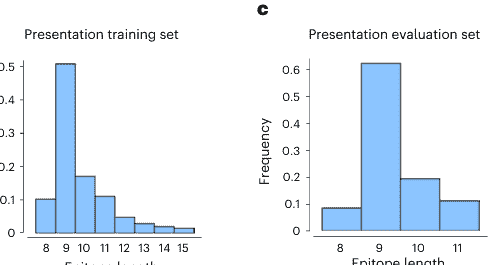 c
Presentation training set
0.5
0.4
0.3
0.2
0.1
0
8 9 10 11 12 13 14 15
Epitope length
Presentation evaluation set
Frequency
0.6
0.5
0.4
0.3
0.2
0.1
0
8 9 10 11
Epitope length